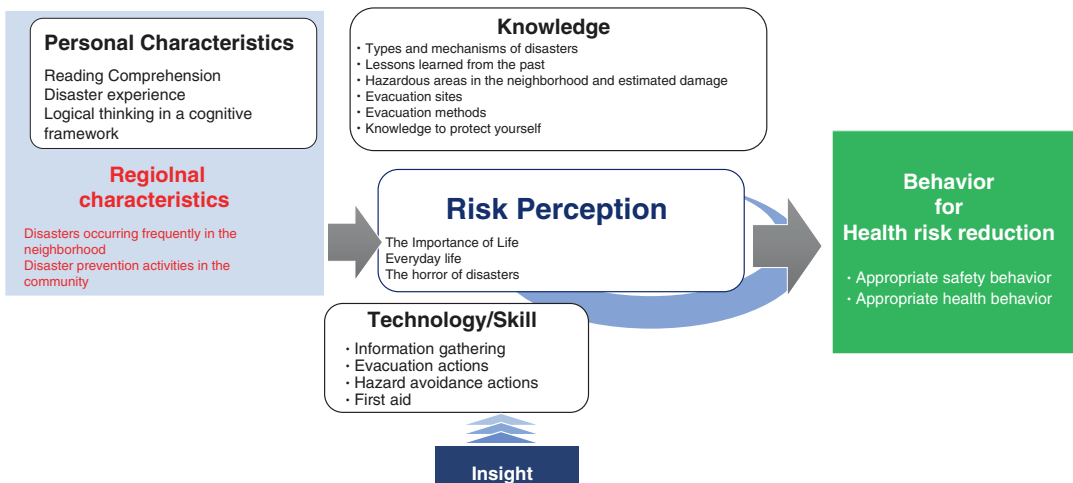 Personal Characteristics
Reading Comprehension
Disaster experience
Logical thinking in a cognitive
framework
Regiolnal
characteristics
Disasters occurring frequently in the
neighborhood
Disaster prevention activities in the
community
Knowledge
・Types and mechanisms of disasters
・Lessons learned from the past
・Hazardous areas in the neighborhood and estimated damage
・Evacuation sites
・Evacuation methods
・Knowledge to protect yourself
Risk Perception
The Importance of Life
Everyday life
The horror of disasters
Technology/Skill
・Information gathering
・Evacuation actions
・Hazard avoidance actions
・First aid
Insight
Behavior
for
Health risk reduction
・Appropriate safety behavior
・Appropriate health behavior